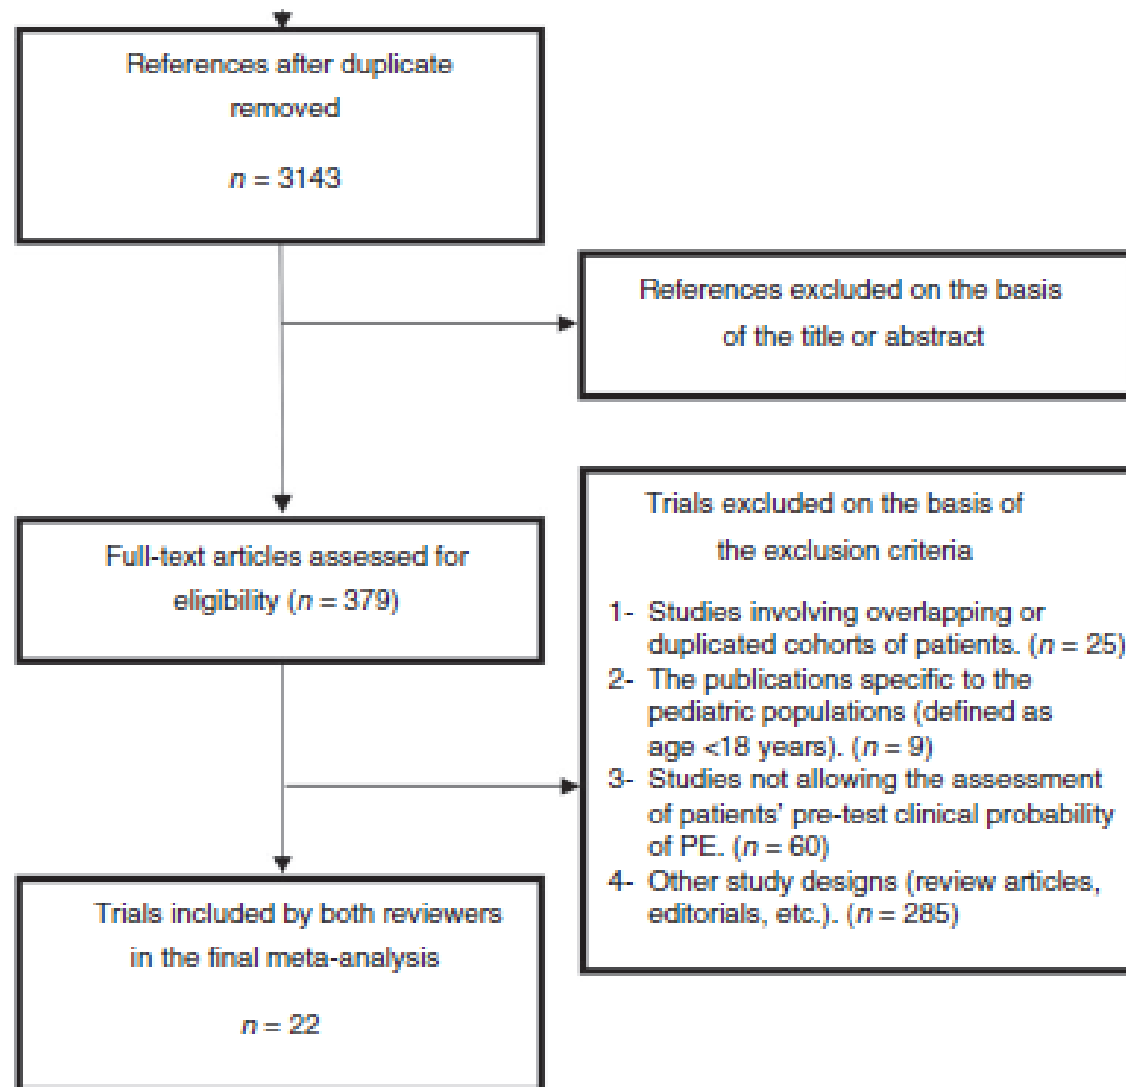 References after duplicate
removed
n = 3143
References excluded on the basis
of the title or abstract
Full-text articles assessed for
eligibility (n = 379)
Trials excluded on the basis of
the exclusion criteria
1- Studies involving overlapping or
duplicated cohorts of patients. (n = 25)
2- The publications specific to the
pediatric populations (defined as
age <18 years). (n = 9)
3- Studies not allowing the assessment
of patients' pre-test clinical probability
of PE. (n = 60)
4- Other study designs (review articles,
editorials, etc.). (n = 285)
Trials included by both reviewers
in the final meta-analysis
n = 22